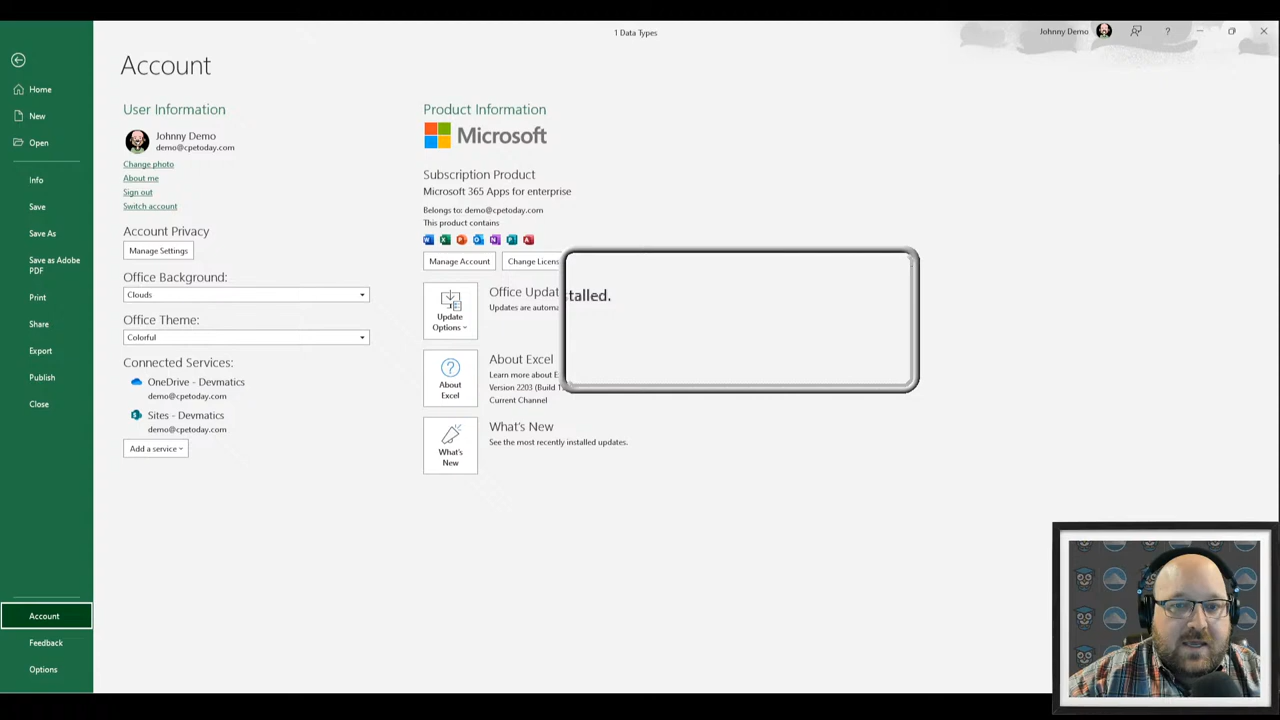 1 Data Types
Johnny Demo
?
Account
Home
New
Open
Info
Save
Save As
Save as Adobe
PDF
Print
Share
Export
Publish
Close
Account
Feedback
Options
User Information
Johnny Demo
demo@cpetoday.com
Change photo
About me
Sign out
Switch account
Account Privacy
Manage Settings
Office Background:
Clouds
Office Theme:
Colorful
Connected Services:
OneDrive - Devmatics
demo@cpetoday.com
Sites - Devmatics
demo@cpetoday.com
Add a service
Product Information
Microsoft
Subscription Product
Microsoft 365 Apps for enterprise
Belongs to: demo@cpetoday.com
This product contains
Manage Account
Change Licens
Update
Options
Office Updat
Updates are automa
stalled.
About
Excel
About Excel
Learn more about E
Version 2203 (Build 1
Current Channel
What's
New
What's New
See the most recently installed updates.